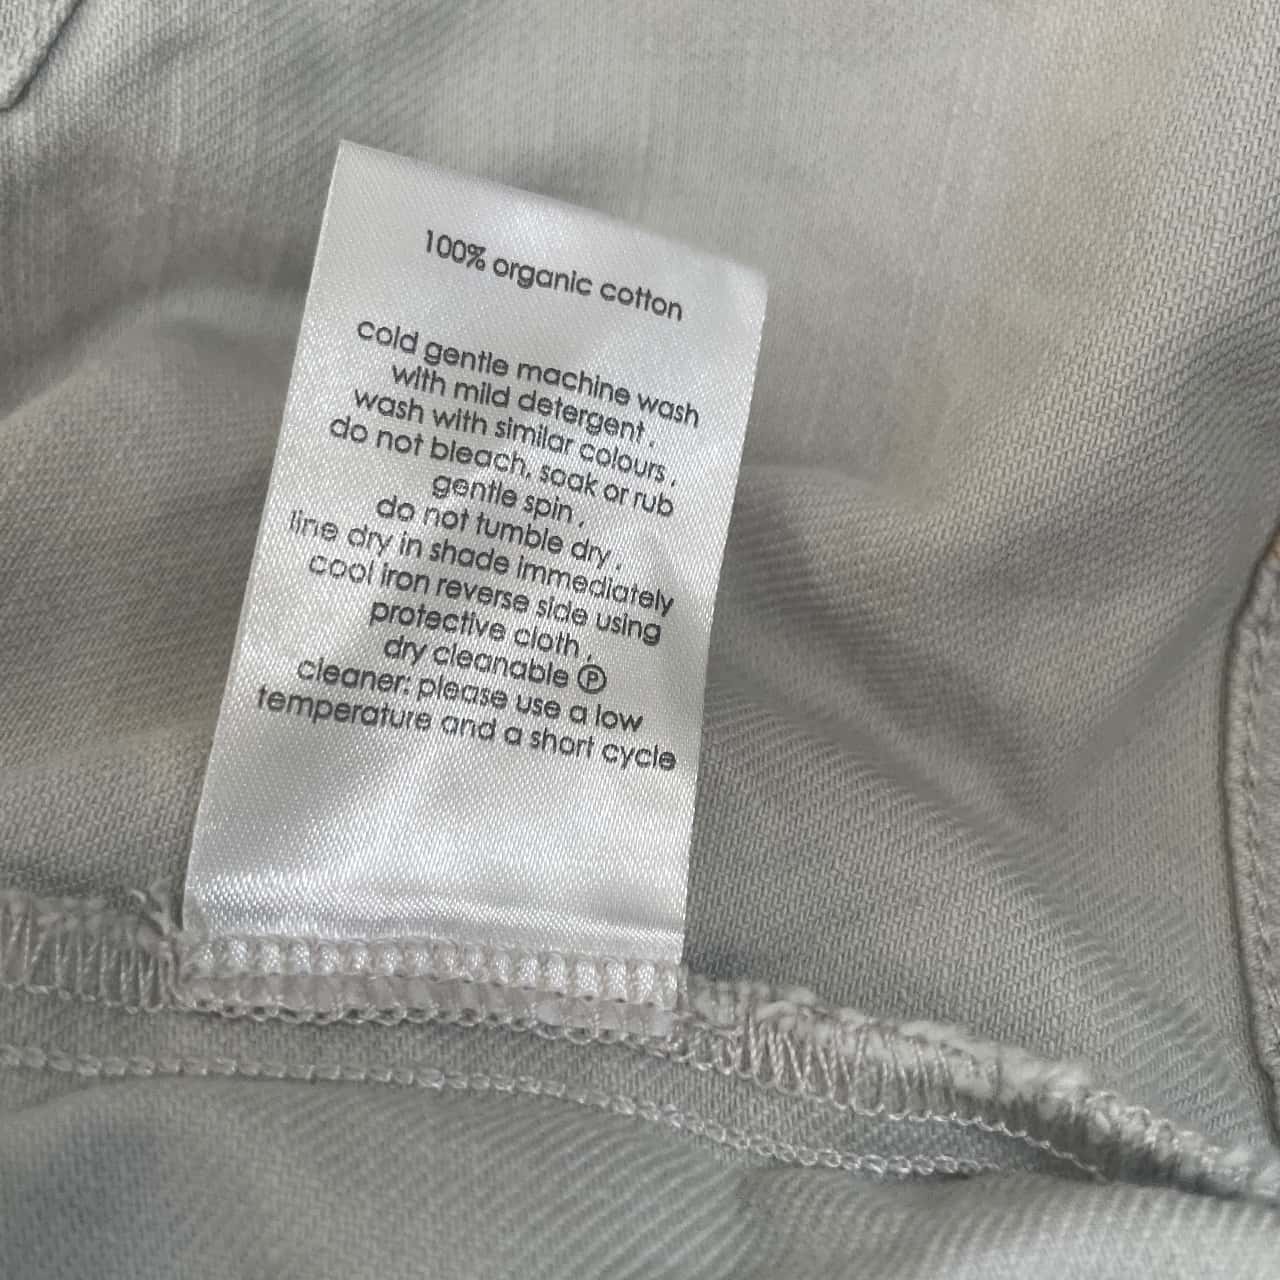 100% organic cotton
cold gentle machine wash
with mild detergent.
wash with similar colours,
do not bleach, soak or rub
gentle spin,
do not tumble dry,
line dry in shade immediately
cool iron reverse side using
protective cloth,
dry cleanable Ⓟ
cleaner: please use a low
temperature and a short cycle